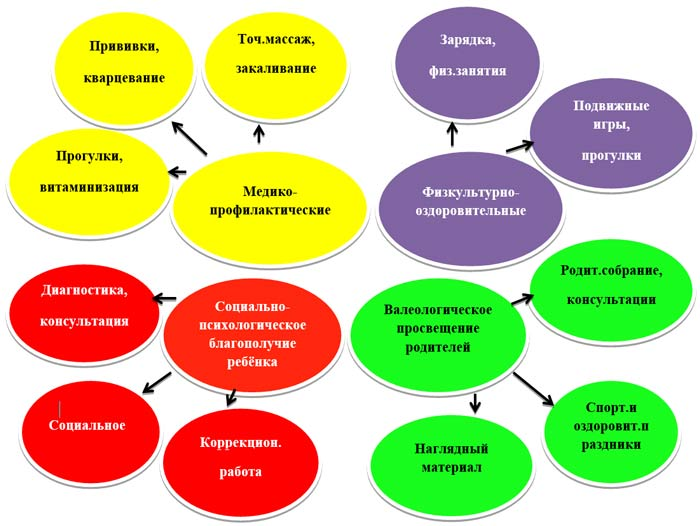 Прививки,
кварцевание
Точ.массаж,
закаливание
Зарядка,
физ.занятия
Подвижные
игры,
прогулки
Прогулки,
витаминизация
Медико-
профилактические
Физкультурно-
оздоровительные
Диагностика,
консультация
Социально-
психологическое
благополучие
ребёнка
Валеологическое
просвещение
родителей
Родит.собрание,
консультации
Социальное
Коррекцион.
работа
Наглядный
материал
Спорт.и
оздоровит.п
раздники